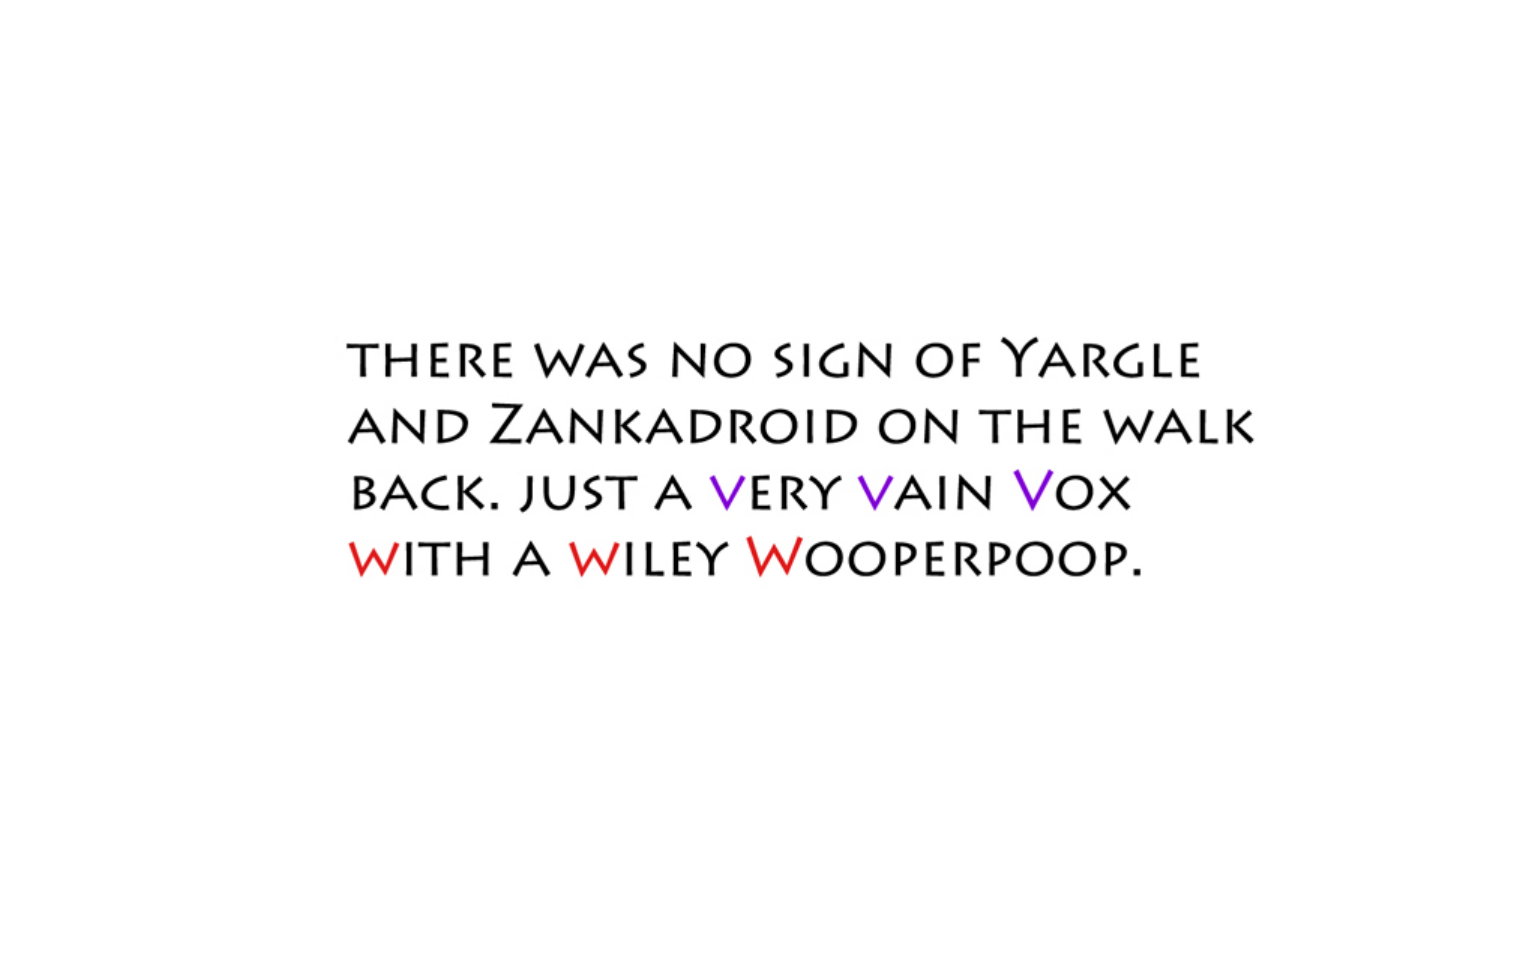 There was no sign of Yargle
and Zankadroid on the walk
back. Just a very vain Vox
with a wiley Wooperpoop.